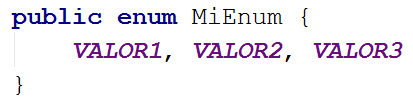 public enum MiEnum {
VALOR1, VALOR2, VALOR3
}